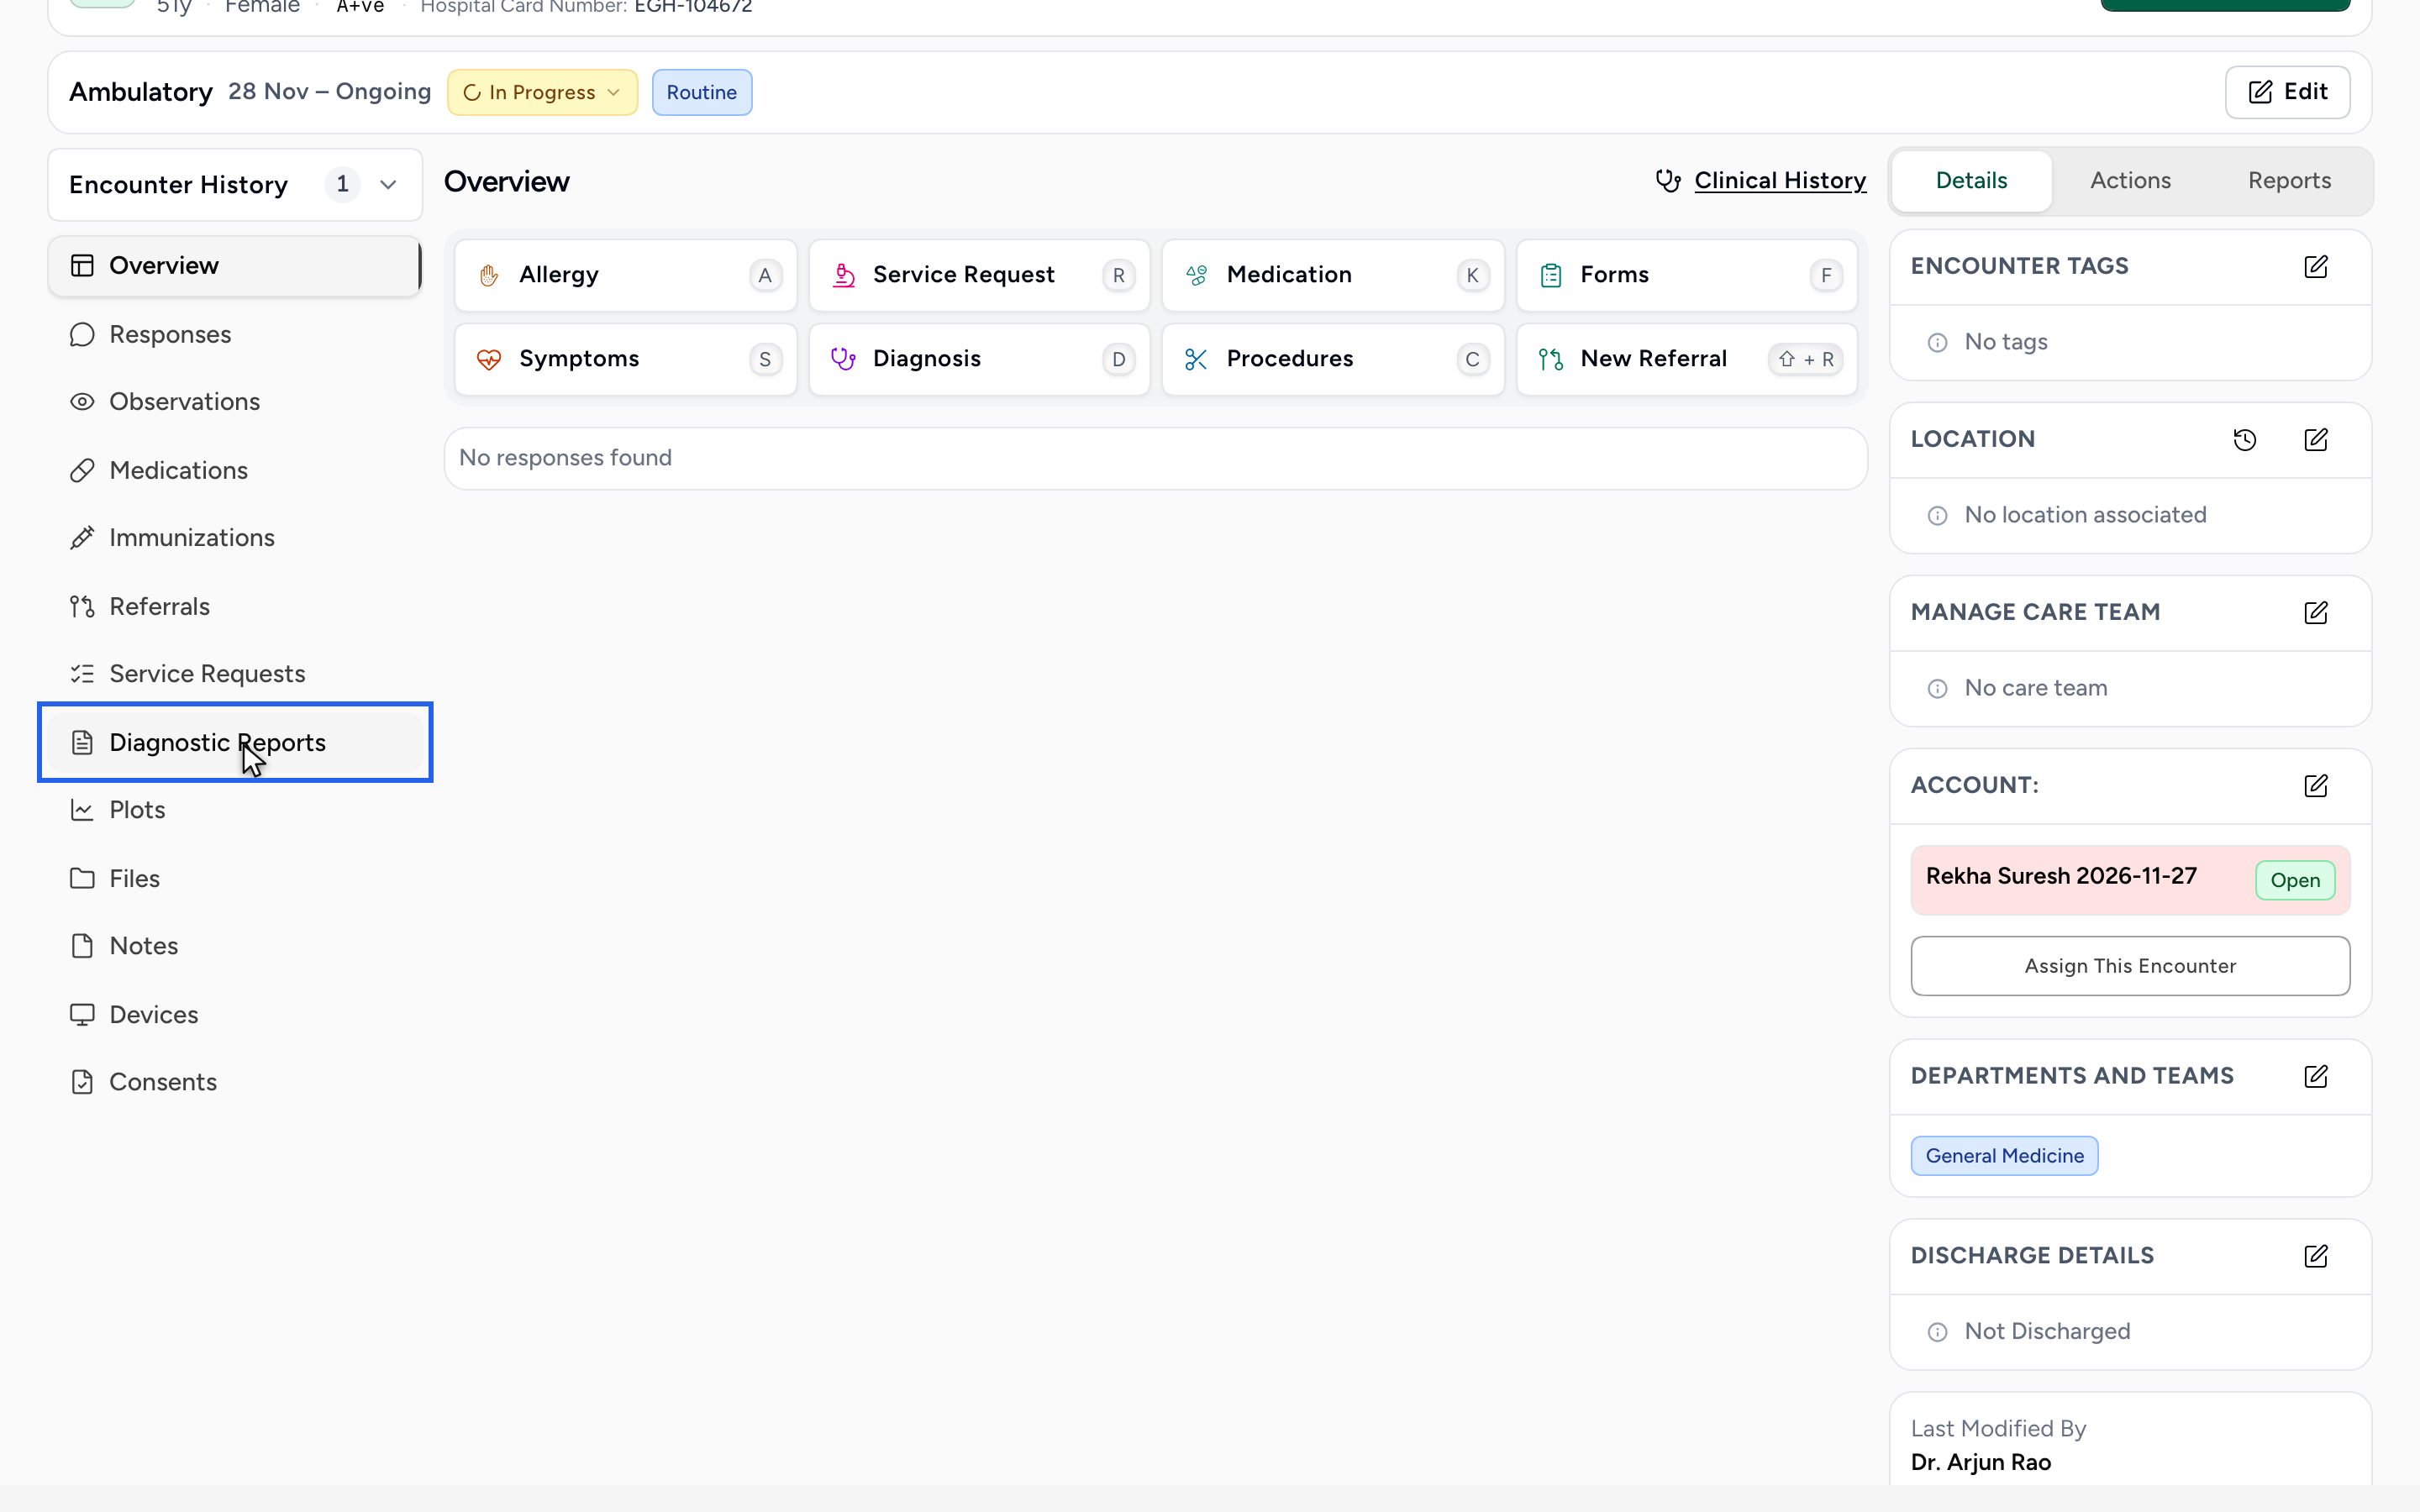 51y · Female · A+ve · Hospital Card Number: EGH-104672
Ambulatory 28 Nov – Ongoing In Progress Routine
Edit
Encounter History 1
Overview
Responses
Observations
Medications
Immunizations
Referrals
Service Requests
Diagnostic Reports
Plots
Files
Notes
Devices
Consents
Overview
Clinical History
Allergy A
Service Request R
Medication K
Forms F
Symptoms S
Diagnosis D
Procedures C
New Referral ⇧ + R
No responses found
Details Actions Reports
ENCOUNTER TAGS
No tags
LOCATION
No location associated
MANAGE CARE TEAM
No care team
ACCOUNT:
Rekha Suresh 2026-11-27 Open
Assign This Encounter
DEPARTMENTS AND TEAMS
General Medicine
DISCHARGE DETAILS
Not Discharged
Last Modified By
Dr. Arjun Rao